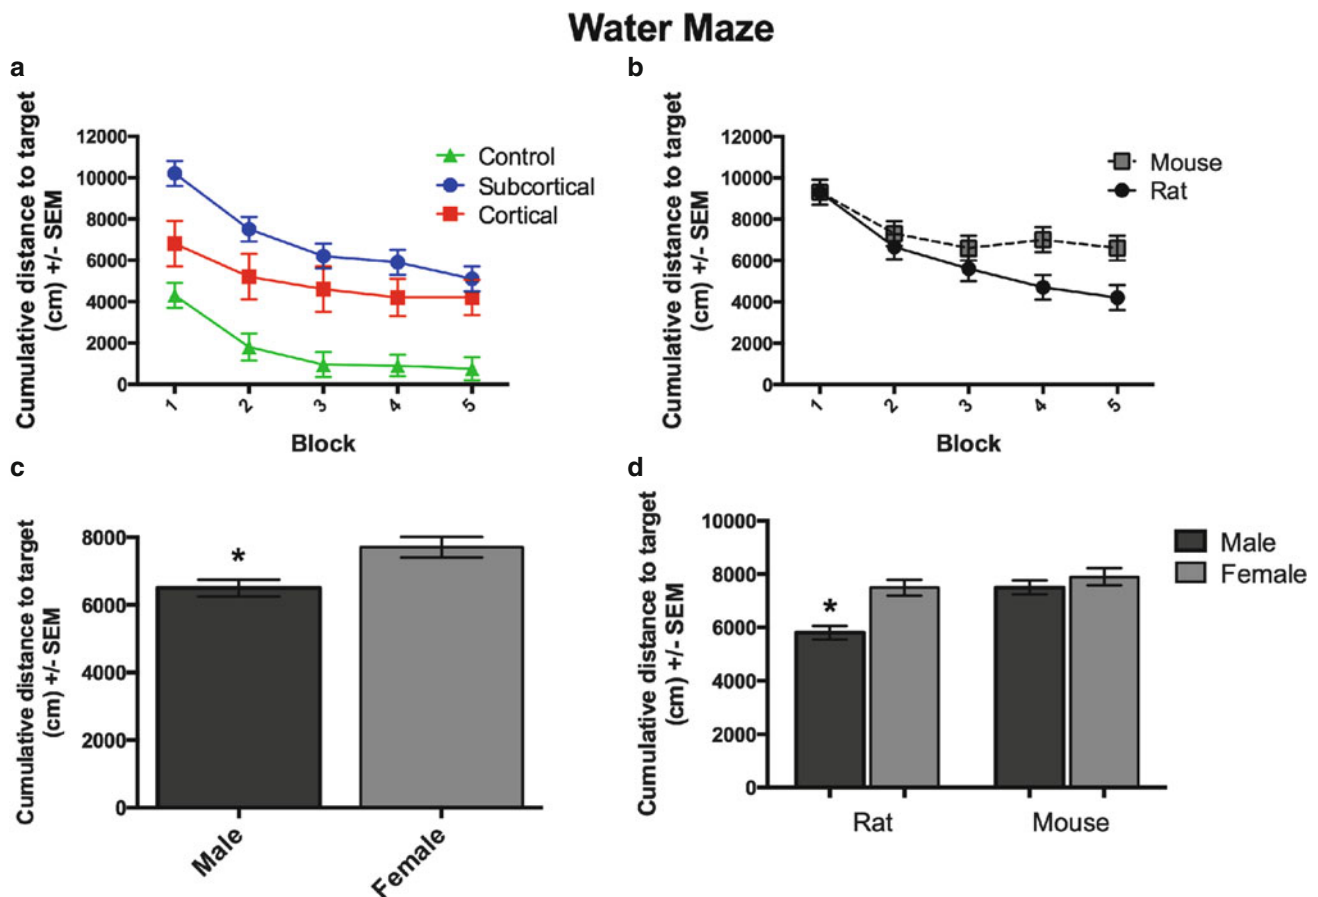 Water Maze
a
Cumulative distance to target
(cm) +/- SEM
12000
10000
8000
6000
4000
2000
0
1
2
3
4
5
Block
Control
Subcortical
Cortical
b
Cumulative distance to target
(cm) +/- SEM
12000
10000
8000
6000
4000
2000
0
1
2
3
4
5
Block
Mouse
Rat
c
Cumulative distance to target
(cm) +/- SEM
8000
6000
4000
2000
0
*
Male
Female
d
Cumulative distance to target
(cm) +/- SEM
10000
8000
6000
4000
2000
0
*
Rat
Mouse
Male
Female